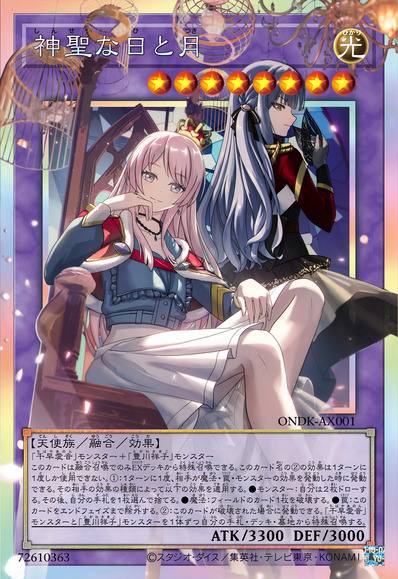 神聖な日と月
光
ONDK-AX001
【天使族／融合／効果】
「千早愛音」モンスター＋「豊川祥子」モンスター
このカードは融合召喚でのみEXデッキから特殊召喚できる。このカード名の②の効果は1ターンに
1度しか使用できない。①:1ターンに1度、相手が魔法・罠・モンスターの効果を発動した時に発動
できる。その相手の効果の種類によって以下の効果を適用する。●モンスター:自分は2枚ドローす
る。その後、自分の手札を1枚選んで捨てる。●魔法:フィールドのカード1枚を破壊する。●罠:この
カードをエンドフェイズまで除外する。②:このカードが破壊された場合に発動できる。「千早愛音」
モンスターと「豊川祥子」モンスターを1体ずつ自分の手札・デッキ・墓地から特殊召喚する。
ATK/3300 DEF/3000
72610363
©スタジオ・ダイス／集英社・テレビ東京・KONAMI